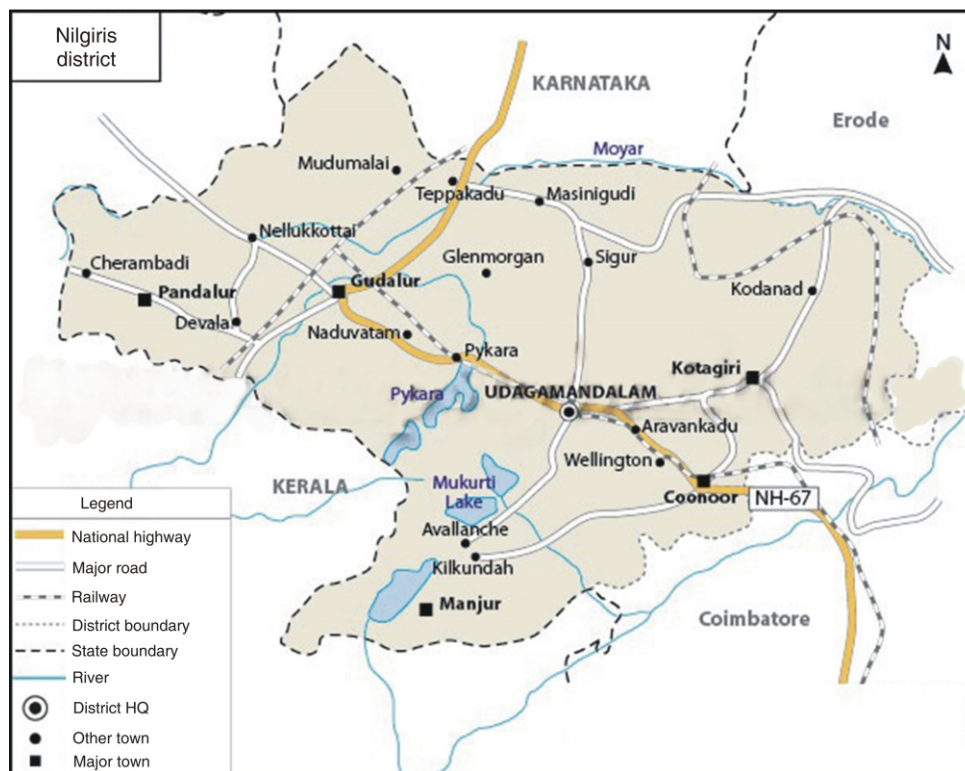 Nilgiris
district
N
KARNATAKA
Erode
Moyar
Mudumalai
Teppakadu
Masinigudi
Nellukkottai
Cherambadi
Glenmorgan
Sigur
Pandalur
Gudalur
Kodanad
Devala
Naduvatam
Pykara
Kotagiri
Pykara
UDAGAMANDALAM
Aravankadu
Wellington
KERALA
Mukurti
Lake
Coonoor
NH-67
Avallanche
Kilkundah
Manjur
Coimbatore
Legend
National highway
Major road
Railway
District boundary
State boundary
River
District HQ
Other town
Major town